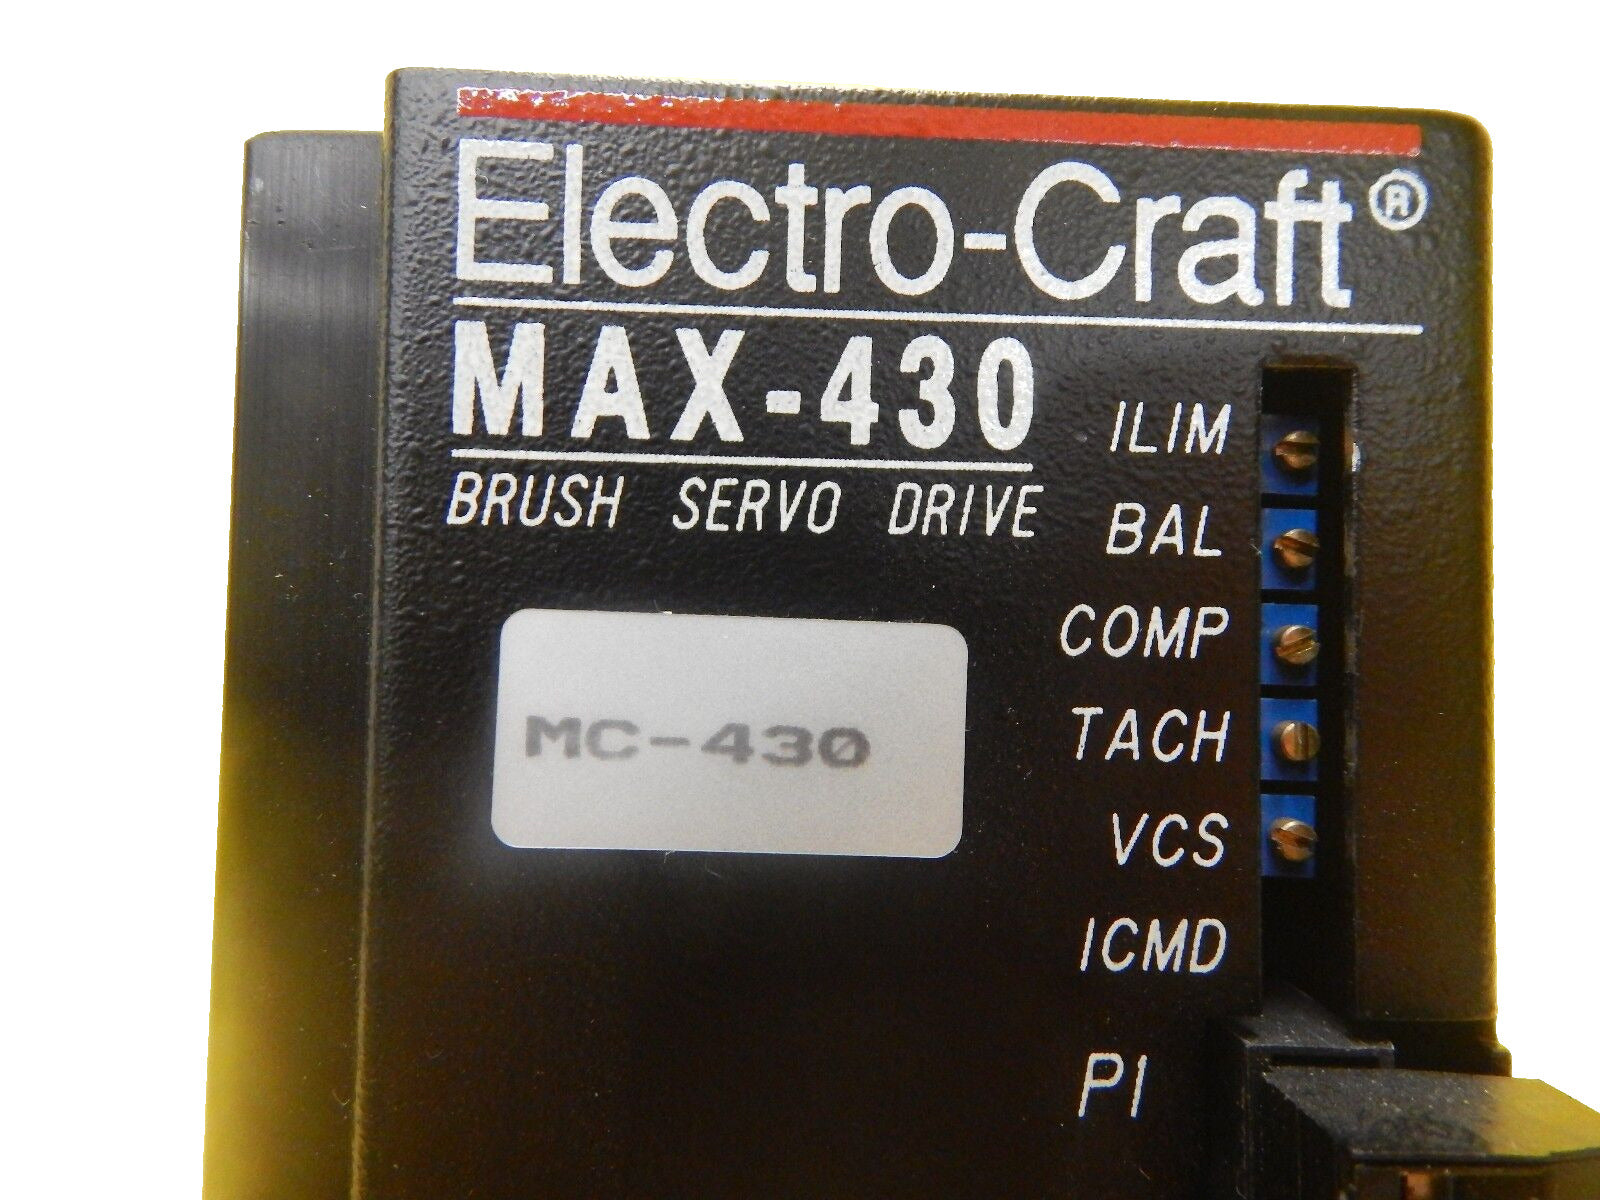 Electro-Craft®
MAX-430
BRUSH SERVO DRIVE
MC-430
ILIM
BAL
COMP
TACH
VCS
ICMD
PI